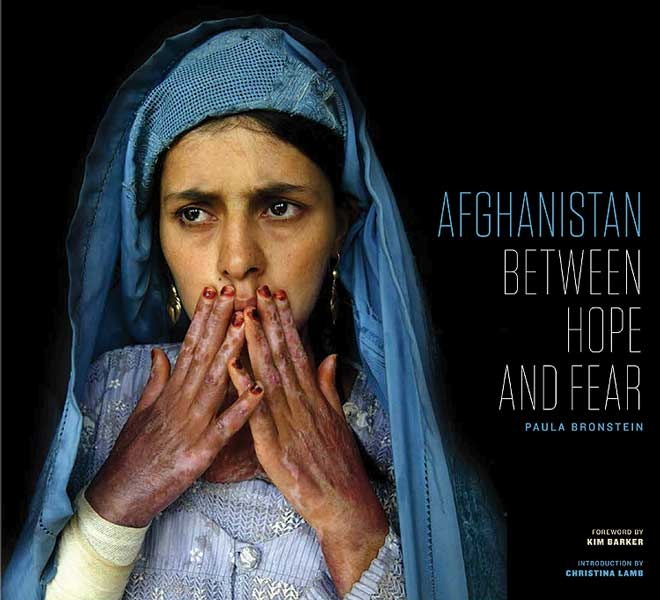 AFGHANISTAN
BETWEEN
HOPE
AND FEAR
PAULA BRONSTEIN
FOREWORD BY
KIM BARKER
INTRODUCTION BY
CHRISTINA LAMB